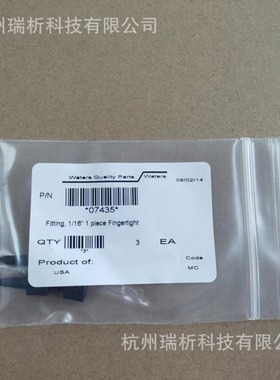 杭州瑞析科技有限公司
Waters Quality Parts Waters 09/02/14
P/N
*07435*
Fitting, 1/16" 1 piece Fingertight
QTY 3 EA
*3*
Product of: Code
USA MC
杭州瑞析科技有限公司